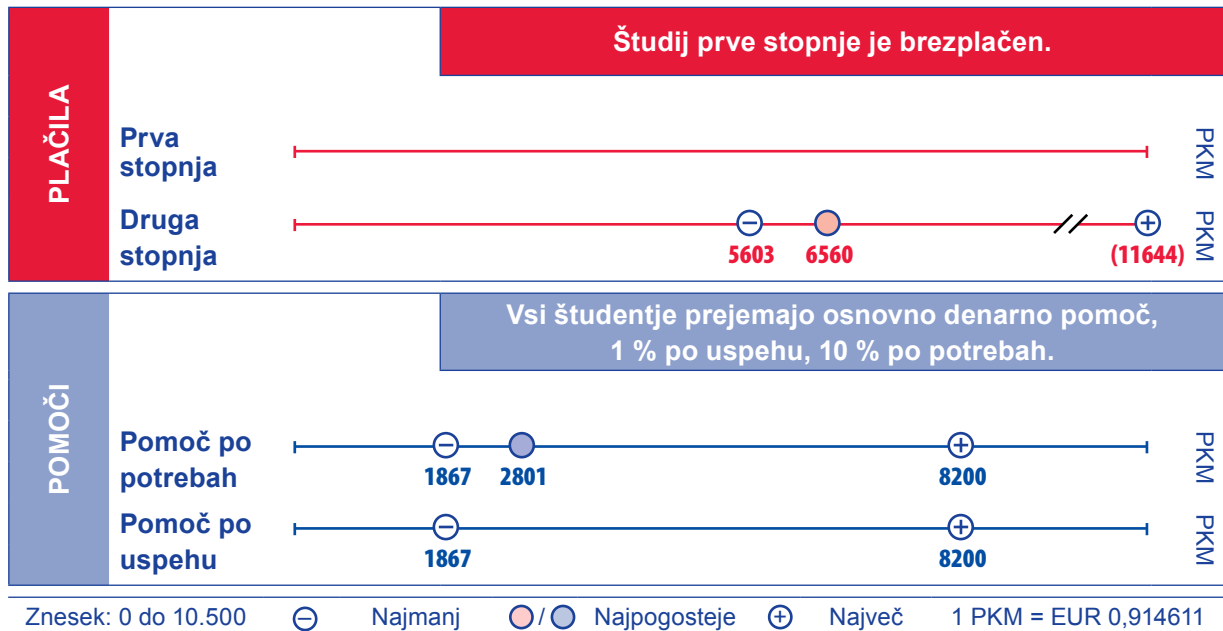 PLAČILA
Študij prve stopnje je brezplačen.
Prva
stopnja
PKM
Druga
stopnja
5603 6560 (11644)
PKM
POMOČI
Vsi študentje prejemajo osnovno denarno pomoč,
1 % po uspehu, 10 % po potrebah.
Pomoč po
potrebah
1867 2801 8200
PKM
Pomoč po
uspehu
1867 8200
PKM
Znesek: 0 do 10.500 Najmanj / Najpogosteje Največ 1 PKM = EUR 0,914611